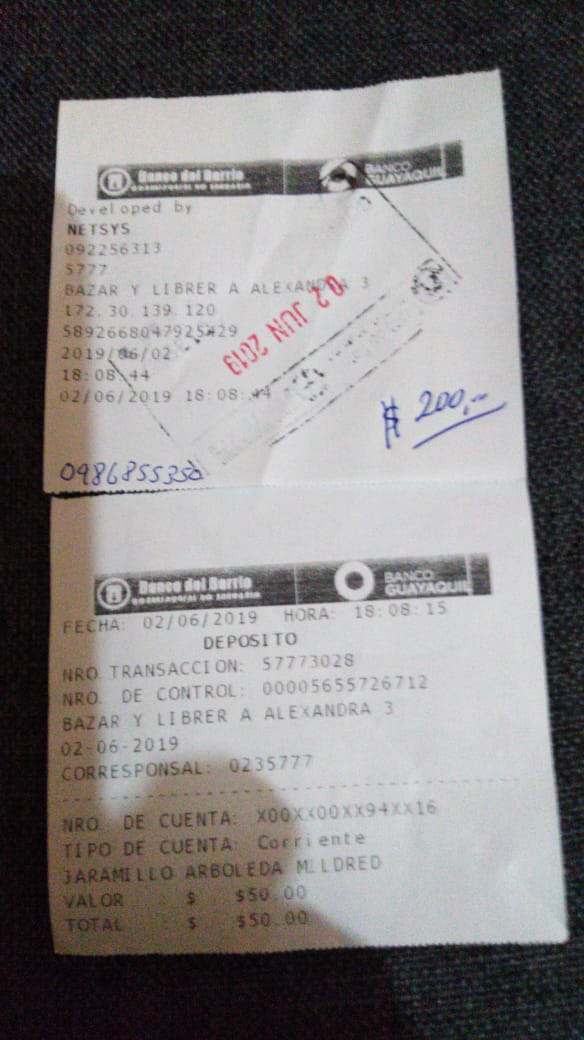 Banco del Barrio BANCO GUAYAQUIL
Developed by
NETSYS
092256313
5777
BAZAR Y LIBRER A ALEXANDRA 3
172.30.139.120
2019/06/02
18:08:44
02/06/2019 18:08:44
02 JUN 2019
$ 200,--
0986855350
Banco del Barrio BANCO GUAYAQUIL
FECHA: 02/06/2019 HORA: 18:08:15
DEPOSITO
NRO.TRANSACCION: 57773028
NRO. DE CONTROL: 00005655726712
BAZAR Y LIBRER A ALEXANDRA 3
02-06-2019
CORRESPONSAL: 0235777
NRO. DE CUENTA: X00XX00XX94XX16
TIPO DE CUENTA: Corriente
JARAMILLO ARBOLEDA MILDRED
VALOR : $ $50.00
TOTAL : $ $50.00